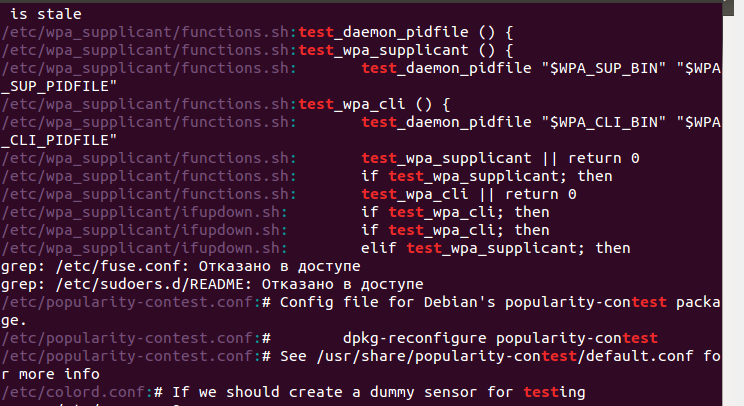 is stale
/etc/wpa_supplicant/functions.sh:test_daemon_pidfile () {
/etc/wpa_supplicant/functions.sh:test_wpa_supplicant () {
/etc/wpa_supplicant/functions.sh:       test_daemon_pidfile "$WPA_SUP_BIN" "$WPA
_SUP_PIDFILE"
/etc/wpa_supplicant/functions.sh:test_wpa_cli () {
/etc/wpa_supplicant/functions.sh:       test_daemon_pidfile "$WPA_CLI_BIN" "$WPA
_CLI_PIDFILE"
/etc/wpa_supplicant/functions.sh:       test_wpa_supplicant || return 0
/etc/wpa_supplicant/functions.sh:       if test_wpa_supplicant; then
/etc/wpa_supplicant/functions.sh:       test_wpa_cli || return 0
/etc/wpa_supplicant/ifupdown.sh:        if test_wpa_cli; then
/etc/wpa_supplicant/ifupdown.sh:        if test_wpa_cli; then
/etc/wpa_supplicant/ifupdown.sh:        elif test_wpa_supplicant; then
grep: /etc/fuse.conf: Отказано в доступе
grep: /etc/sudoers.d/README: Отказано в доступе
/etc/popularity-contest.conf:# Config file for Debian's popularity-contest packa
ge.
/etc/popularity-contest.conf:#        dpkg-reconfigure popularity-contest
/etc/popularity-contest.conf:# See /usr/share/popularity-contest/default.conf fo
r more info
/etc/colord.conf:# If we should create a dummy sensor for testing